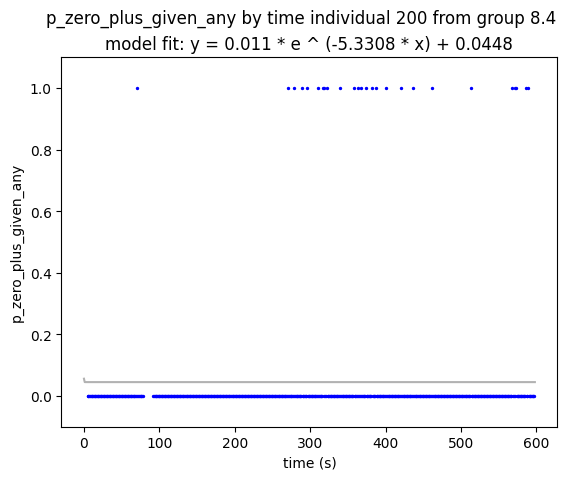 p_zero_plus_given_any by time individual 200 from group 8.4
model fit: y = 0.011 * e ^ (-5.3308 * x) + 0.0448
1.0
0.8
0.6
0.4
0.2
0.0
p_zero_plus_given_any
0 100 200 300 400 500 600
time (s)